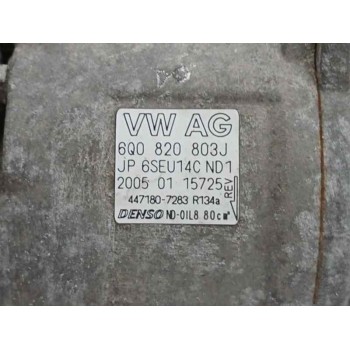 VW AG
6Q0 820 803J
JP 6SEU14C ND1
2005 01 15725
REV
447180-7283 R134a
DENSO ND-OIL8 80cm³